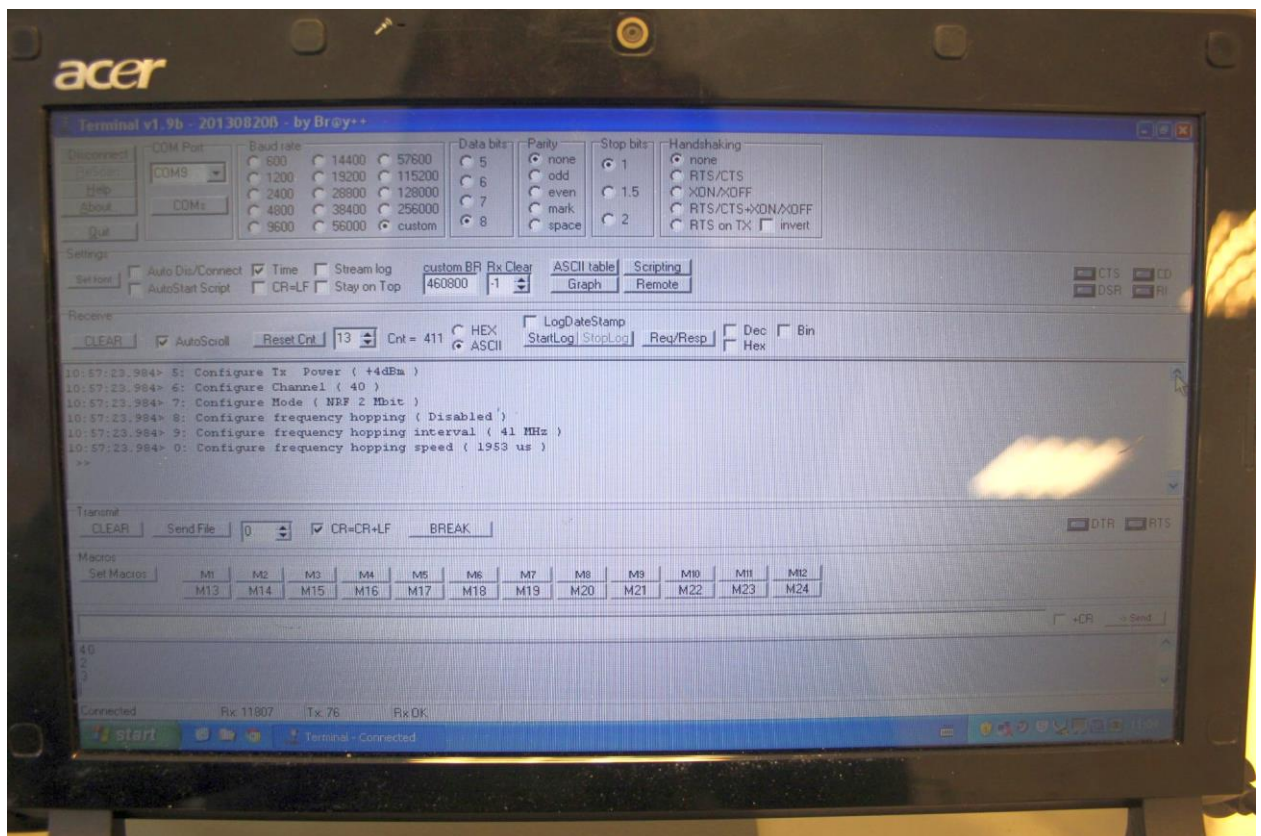 acer
Terminal v1.9b - 20130820B - by Br@y++
Disconnect
Help
About..
Quit
COM Port
COM9
COMs
Baud rate
600 14400 57600
1200 19200 115200
2400 28800 128000
4800 38400 256000
9600 56000 custom
Data bits
5
6
7
8
Parity
none
odd
even
mark
space
Stop bits
1
1.5
2
Handshaking
none
RTS/CTS
XON/XOFF
RTS/CTS+XON/XOFF
RTS on TX invert
Settings
Set font
Auto Dis/Connect Time Stream log
AutoStart Script CR=LF Stay on Top
custom BR Rx Clear
460800 -1
ASCII table Scripting
Graph Remote
CTS CD
DSR RI
Receive
CLEAR AutoScroll Reset Cnt 13 Cnt = 411
HEX
ASCII
LogDateStamp
StartLog StopLog Req/Resp
Dec Bin
Hex
10:57:23.984> 5: Configure Tx Power ( +4dBm )
10:57:23.984> 6: Configure Channel ( 40 )
10:57:23.984> 7: Configure Mode ( NRF 2 Mbit )
10:57:23.984> 8: Configure frequency hopping ( Disabled )
10:57:23.984> 9: Configure frequency hopping interval ( 41 MHz )
10:57:23.984> 0: Configure frequency hopping speed ( 1953 us )
>>
Transmit
CLEAR Send File 0 CR=CR+LF BREAK
DTR RTS
Macros
Set Macros M1 M2 M3 M4 M5 M6 M7 M8 M9 M10 M11 M12
M13 M14 M15 M16 M17 M18 M19 M20 M21 M22 M23 M24
+CR -> Send
40
2
3
Connected Rx: 11807 Tx: 76 Rx OK
start Terminal - Connected